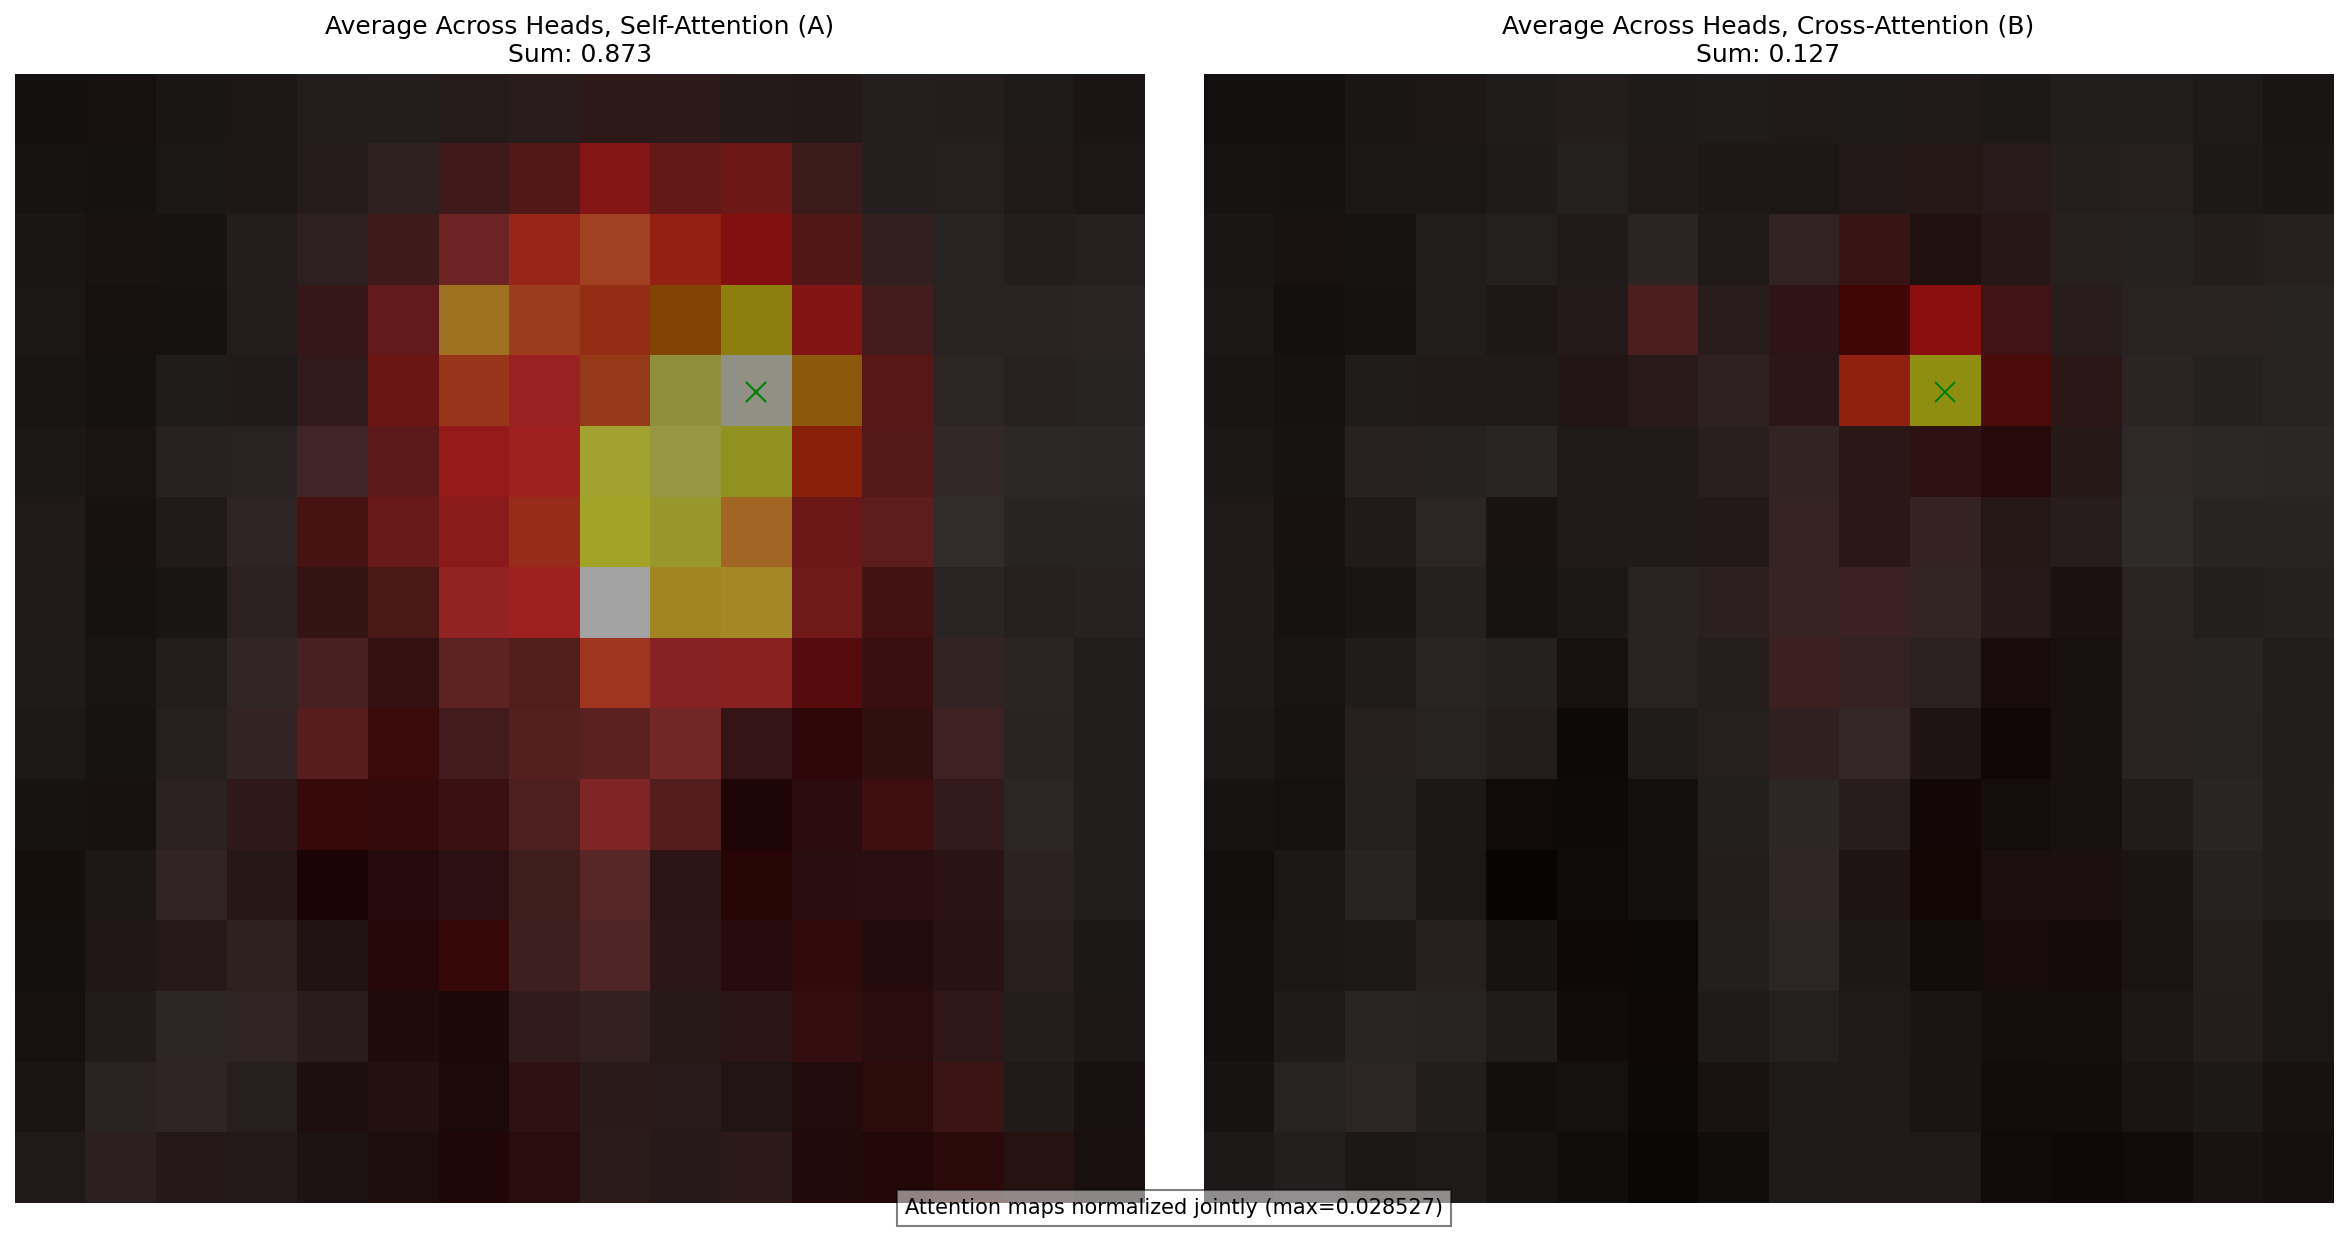 Average Across Heads, Self-Attention (A)
Sum: 0.873
Average Across Heads, Cross-Attention (B)
Sum: 0.127
Attention maps normalized jointly (max=0.028527)